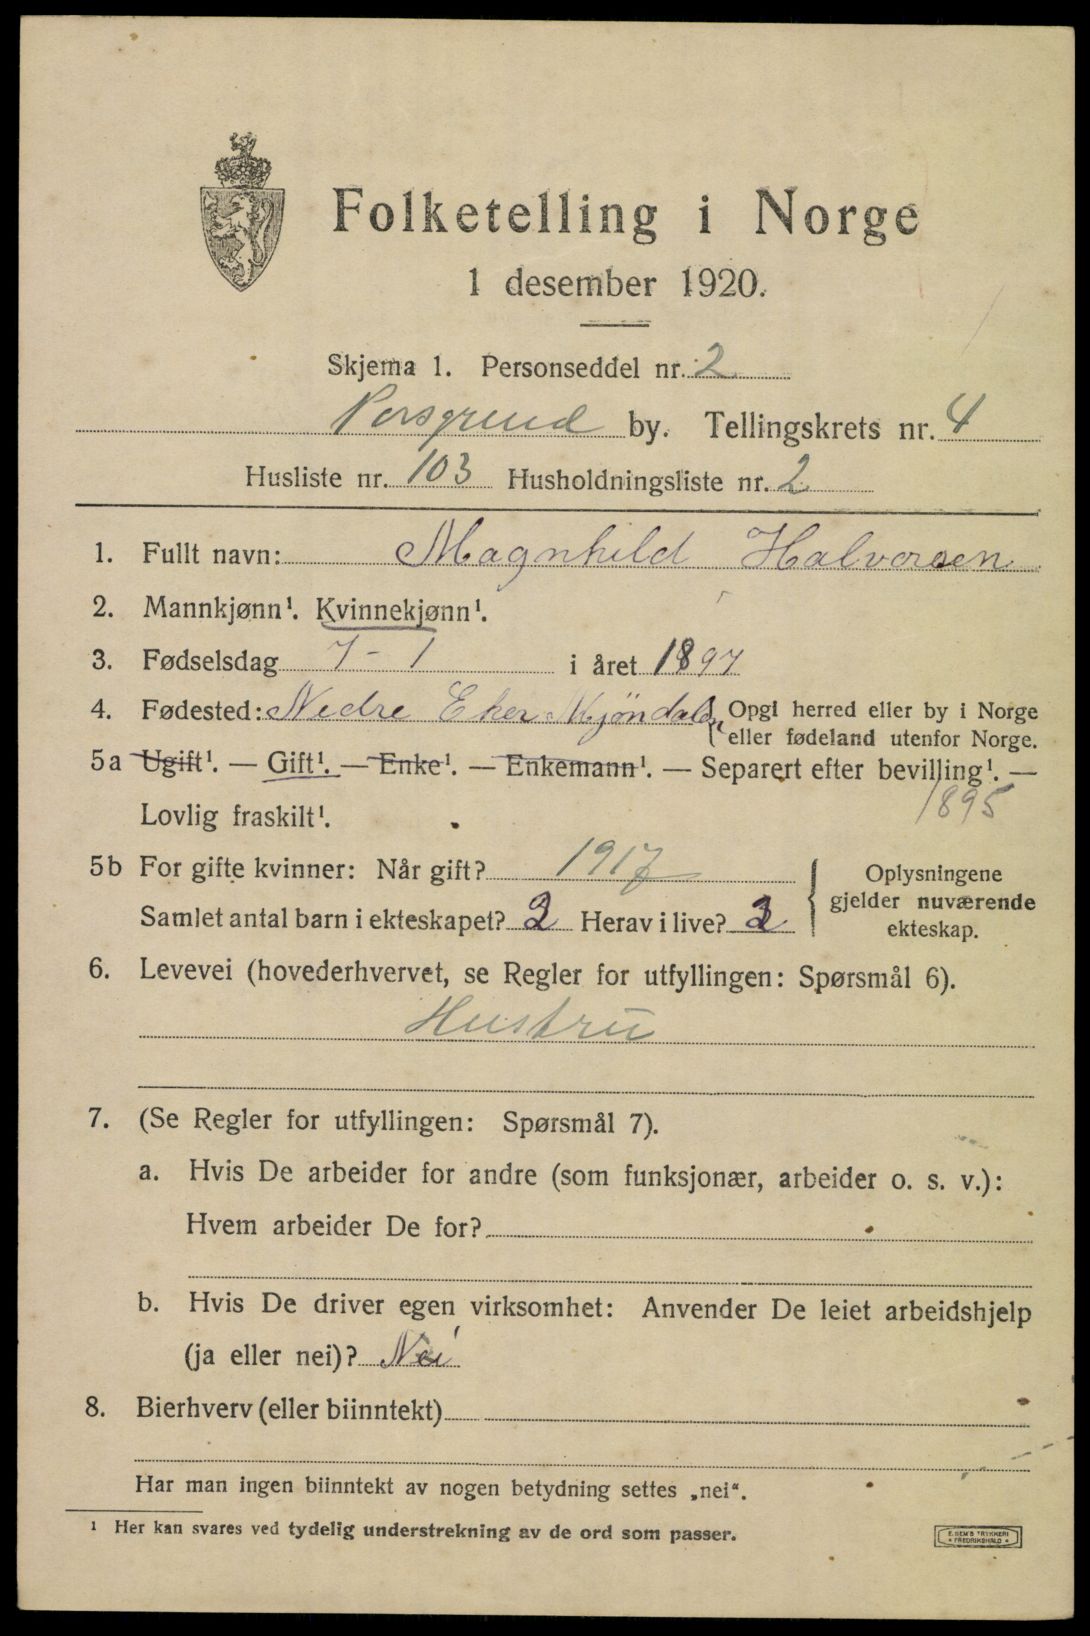 Folketelling i Norge
1 desember 1920.
Skjema 1. Personseddel nr. 2
Porsgrund by. Tellingskrets nr. 4
Husliste nr. 103 Husholdningsliste nr. 2
1. Fullt navn: Magnhild Halvorsen
2. Mannkjønn¹. Kvinnekjønn¹.
3. Fødselsdag 7 - 1 i året 1897
4. Fødested: Nedre Eker Mjöndalen { Opgi herred eller by i Norge
eller fødeland utenfor Norge.
5a Ugift¹. — Gift¹. — Enke¹. — Enkemann¹. — Separert efter bevilling¹. —
Lovlig fraskilt¹. 1895
5b For gifte kvinner: Når gift? 1917
Samlet antal barn i ekteskapet? 2 Herav i live? 2
{ Oplysningene
gjelder nuværende
ekteskap.
6. Levevei (hovederhvervet, se Regler for utfyllingen: Spørsmål 6).
Hustru
7. (Se Regler for utfyllingen: Spørsmål 7).
a. Hvis De arbeider for andre (som funksjonær, arbeider o. s. v.):
Hvem arbeider De for?
b. Hvis De driver egen virksomhet: Anvender De leiet arbeidshjelp
(ja eller nei)? Nei
8. Bierhverv (eller biinntekt)
Har man ingen biinntekt av nogen betydning settes „nei“.
¹ Her kan svares ved tydelig understrekning av de ord som passer.
E. SEM'S TRYKKERI
FREDRIKSHALD